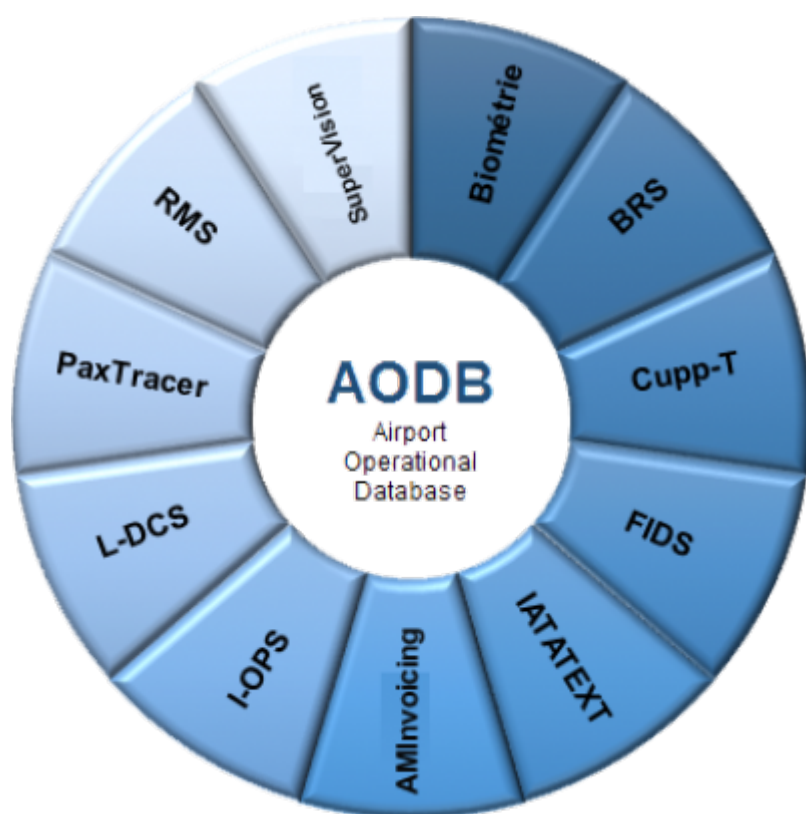 AODB
Airport
Operational
Database
Biométrie
BRS
Cupp-T
FIDS
IATATEXT
AMInvoicing
I-OPS
L-DCS
PaxTracer
RMS
SuperVision